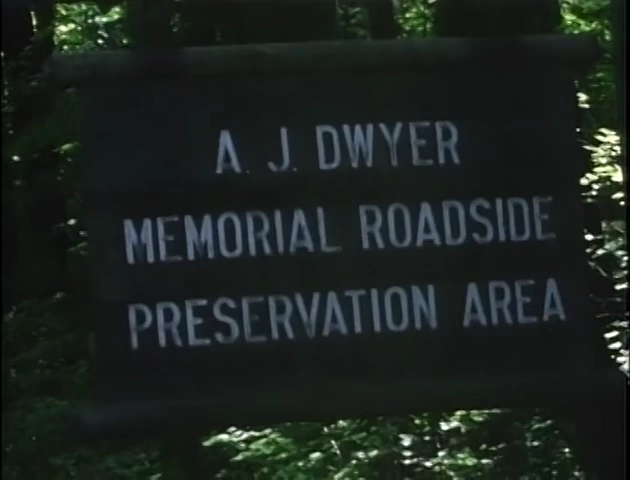 A. J. DWYER
MEMORIAL ROADSIDE
PRESERVATION AREA